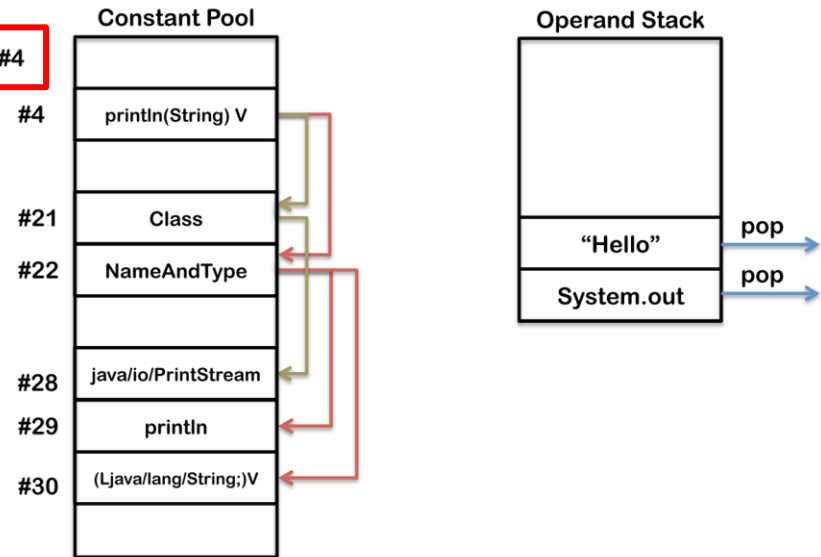 Constant Pool
Operand Stack
#4
#4
println(String) V
#21
Class
#22
NameAndType
#28
java/io/PrintStream
#29
println
#30
(Ljava/lang/String;)V
“Hello”
pop
System.out
pop